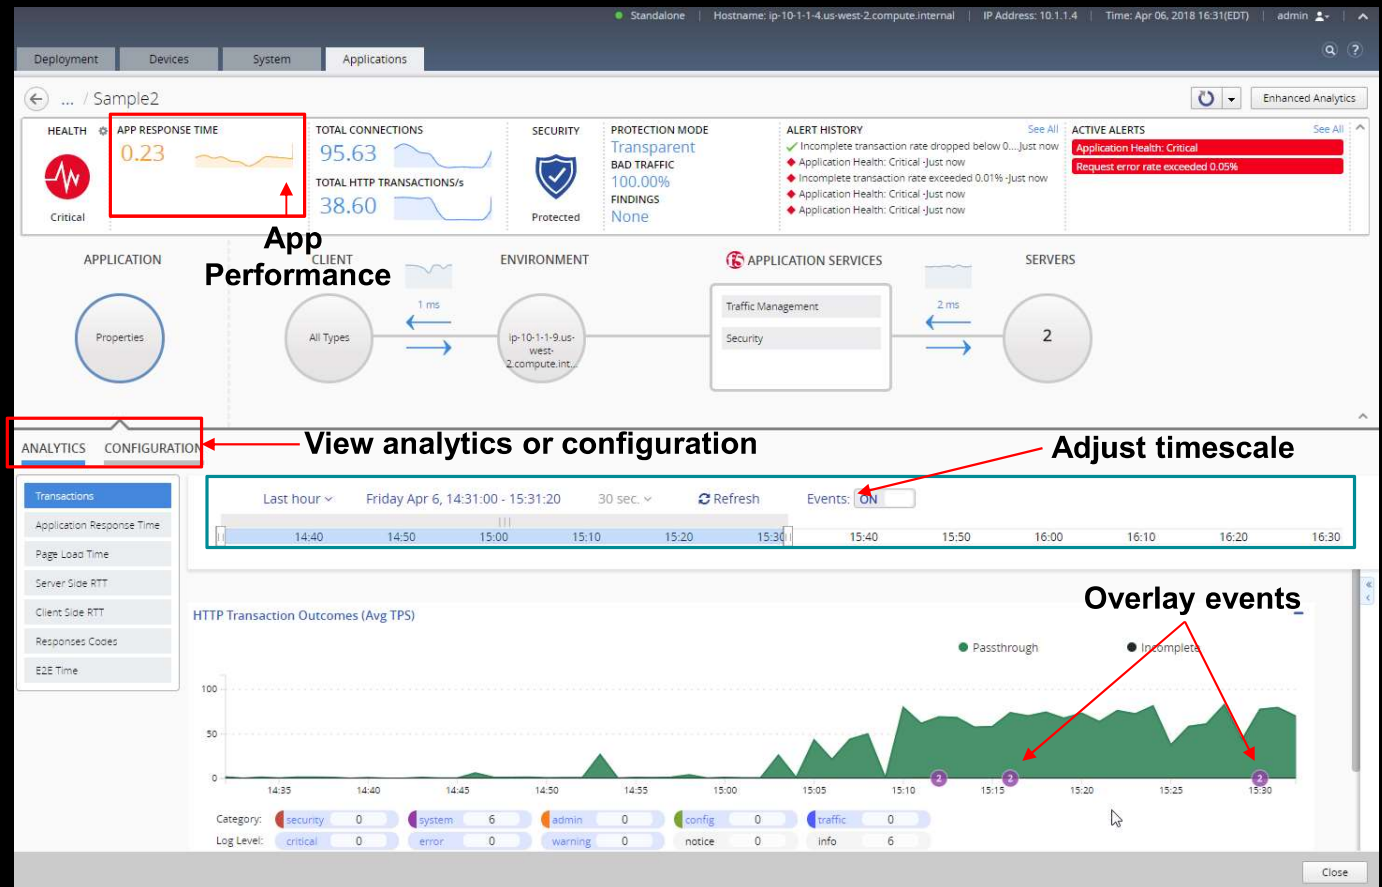 Standalone | Hostname: ip-10-1-1-4.us-west-2.compute.internal | IP Address: 10.1.1.4 | Time: Apr 06, 2018 16:31(EDT) | admin
Deployment Devices System Applications
... / Sample2
Enhanced Analytics
HEALTH
Critical
APP RESPONSE TIME
0.23
TOTAL CONNECTIONS
95.63
TOTAL HTTP TRANSACTIONS/s
38.60
SECURITY
Protected
PROTECTION MODE
Transparent
BAD TRAFFIC
100.00%
FINDINGS
None
ALERT HISTORY See All
Incomplete transaction rate dropped below 0....Just now
Application Health: Critical -Just now
Incomplete transaction rate exceeded 0.01% -Just now
Application Health: Critical -Just now
Application Health: Critical -Just now
ACTIVE ALERTS See All
Application Health: Critical
Request error rate exceeded 0.05%
App
Performance
APPLICATION CLIENT ENVIRONMENT f5 APPLICATION SERVICES SERVERS
Properties
All Types
1 ms
ip-10-1-1-9.us-
west-
2.compute.int...
Traffic Management
Security
2 ms
2
ANALYTICS CONFIGURATION
View analytics or configuration
Adjust timescale
Transactions
Application Response Time
Page Load Time
Server Side RTT
Client Side RTT
Responses Codes
E2E Time
Last hour Friday Apr 6, 14:31:00 - 15:31:20 30 sec. Refresh Events: ON
14:40 14:50 15:00 15:10 15:20 15:30 15:40 15:50 16:00 16:10 16:20 16:30
Overlay events
HTTP Transaction Outcomes (Avg TPS)
Passthrough Incomplete
100
50
0
2 2 2
14:35 14:40 14:45 14:50 14:55 15:00 15:05 15:10 15:15 15:20 15:25 15:30
Category: security 0 system 6 admin 0 config 0 traffic 0
Log Level: critical 0 error 0 warning 0 notice 0 info 6
Close